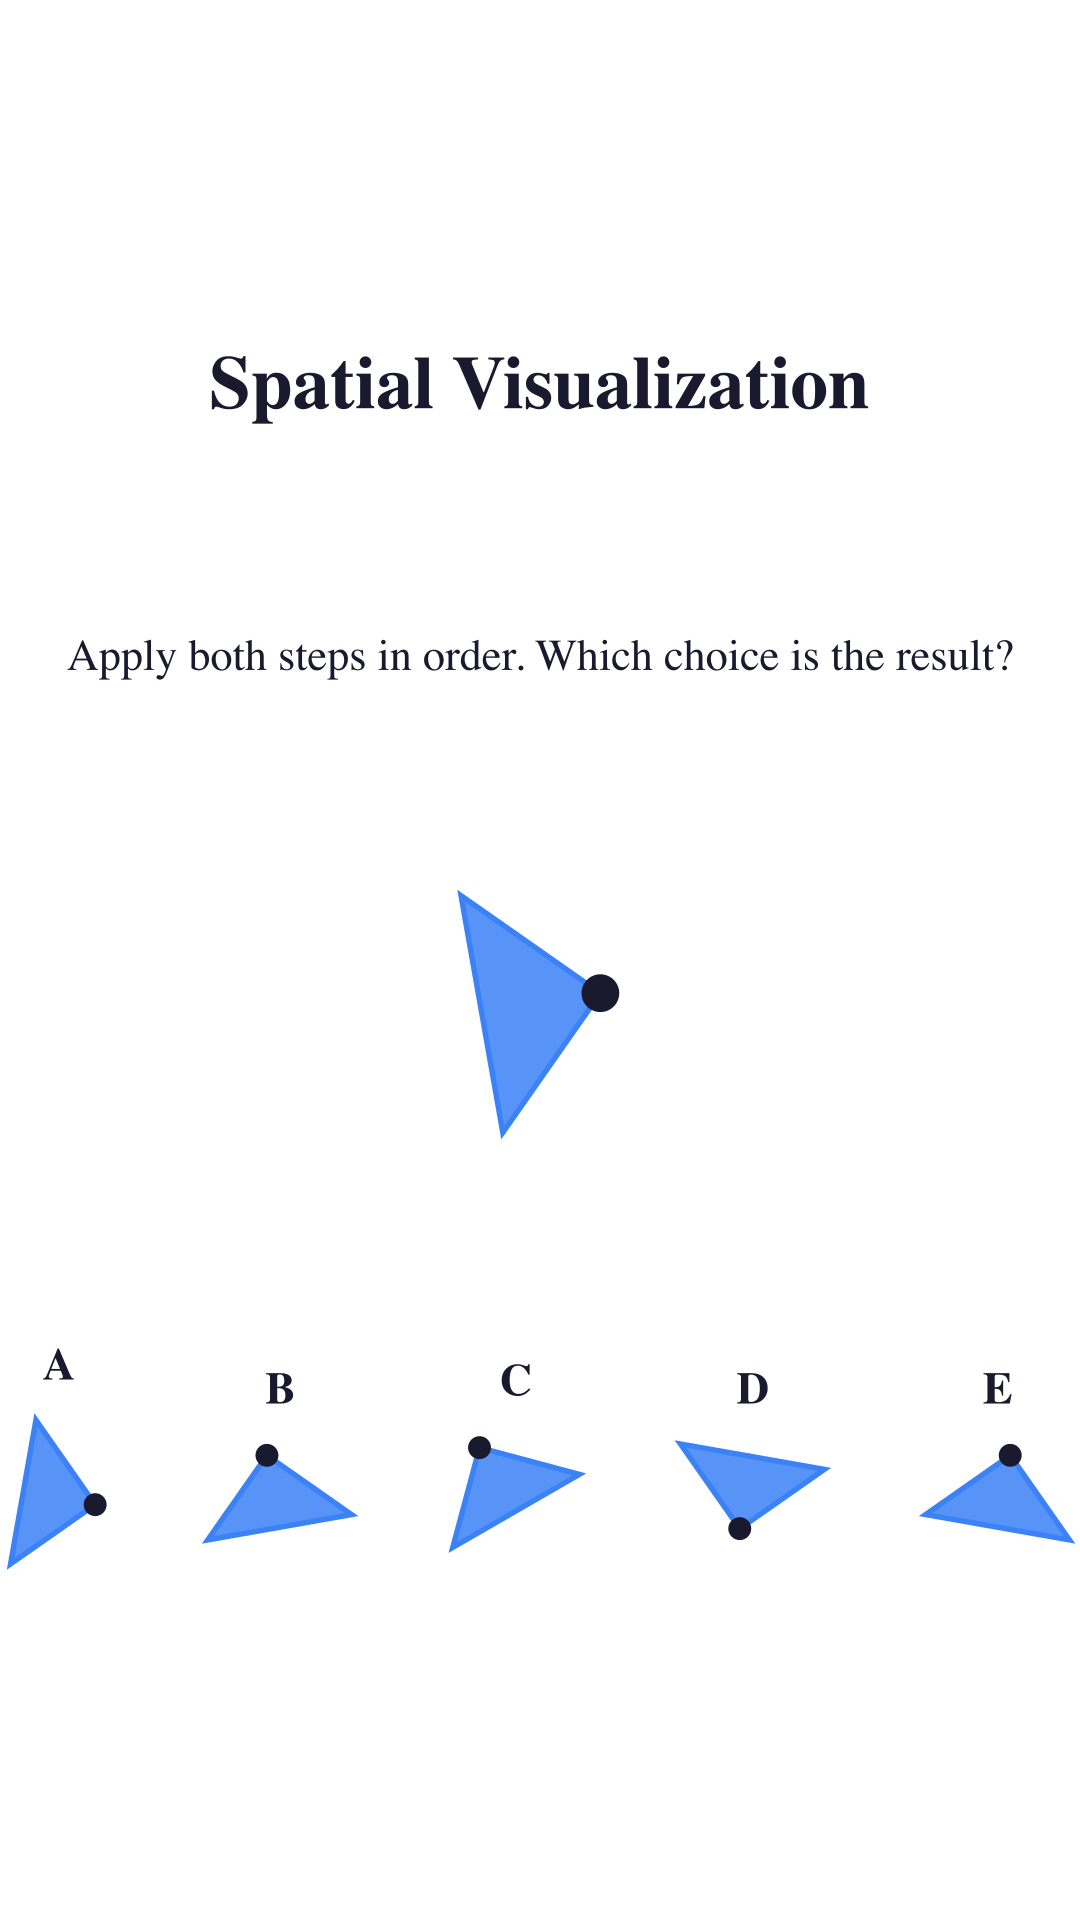 Spatial Visualization
Apply both steps in order. Which choice is the result?
A
B
C
D
E